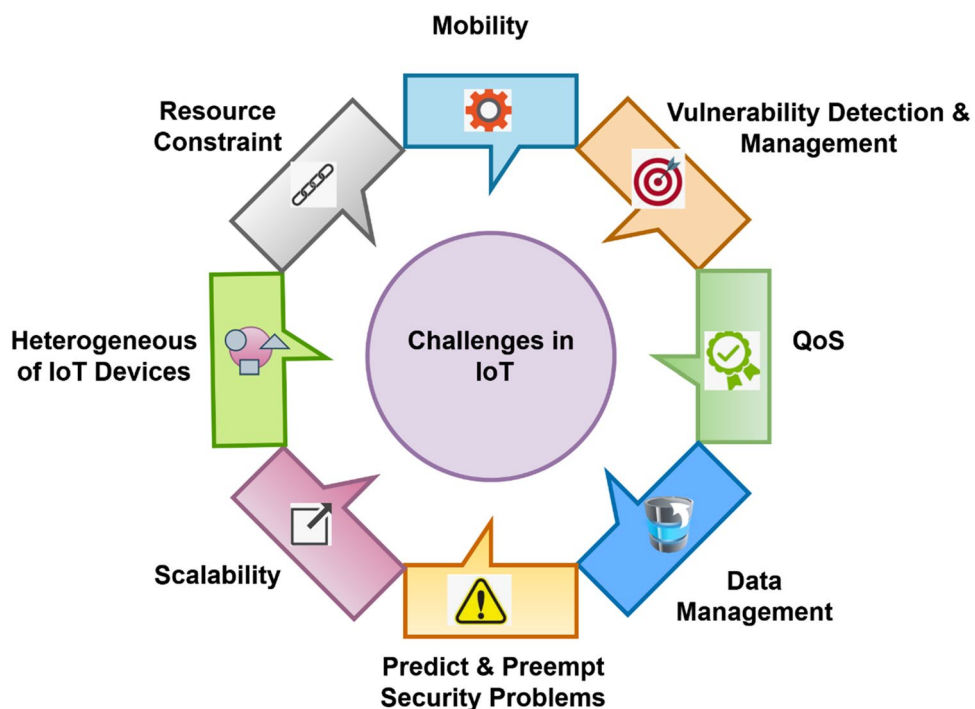 Mobility
Resource
Constraint
Vulnerability Detection &
Management
Heterogeneous
of IoT Devices
Challenges in
IoT
QoS
Scalability
Data
Management
Predict & Preempt
Security Problems